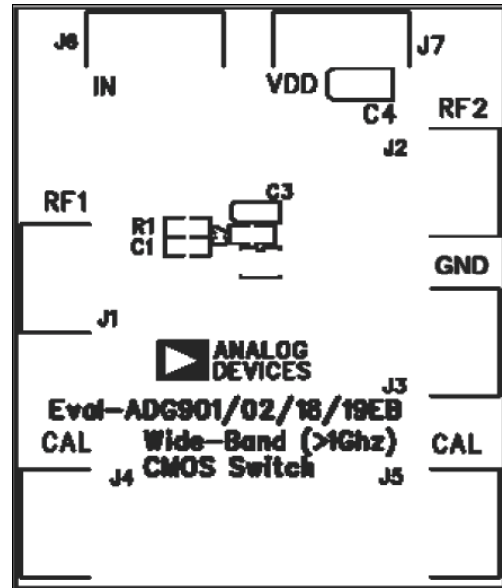 J6
J7
IN
VDD
C4
RF2
J2
RF1
C3
R1
C1
GND
J1
ANALOG
DEVICES
J3
Eval-ADG901/02/18/19EB
CAL
Wide-Band (>1Ghz)
CAL
J4
CMOS Switch
J5